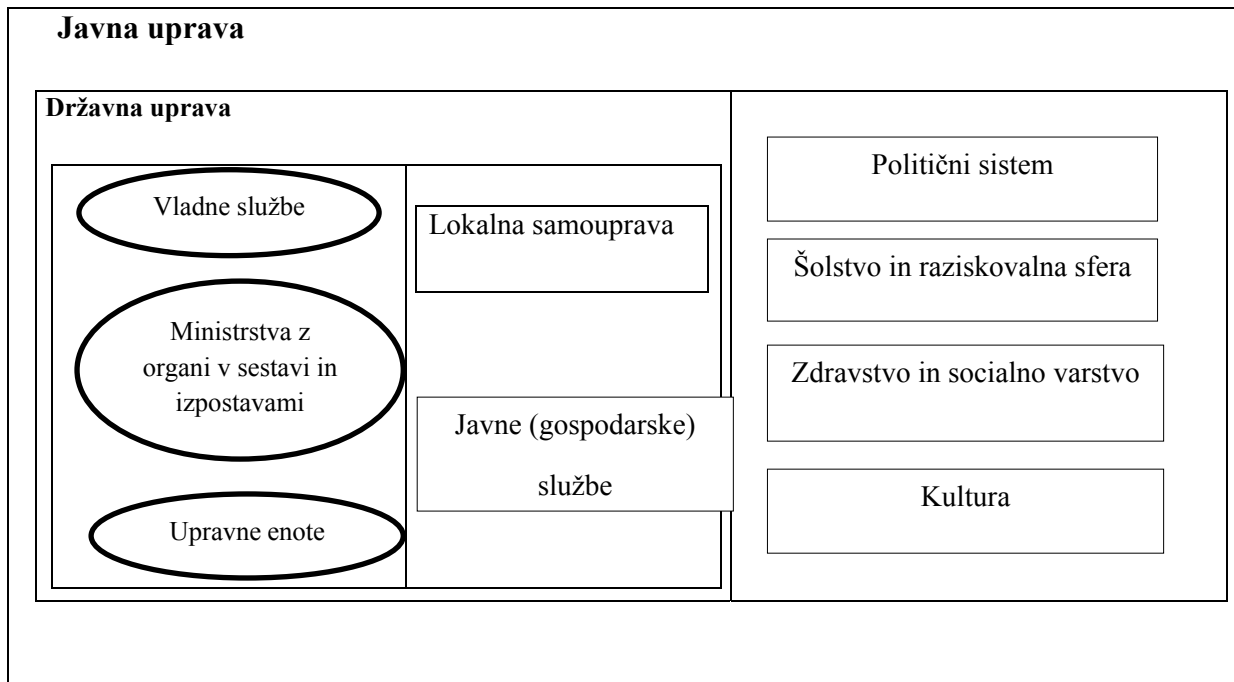 Javna uprava
Državna uprava
Vladne službe
Ministrstva z
organi v sestavi in
izpostavami
Upravne enote
Lokalna samouprava
Javne (gospodarske)
službe
Politični sistem
Šolstvo in raziskovalna sfera
Zdravstvo in socialno varstvo
Kultura